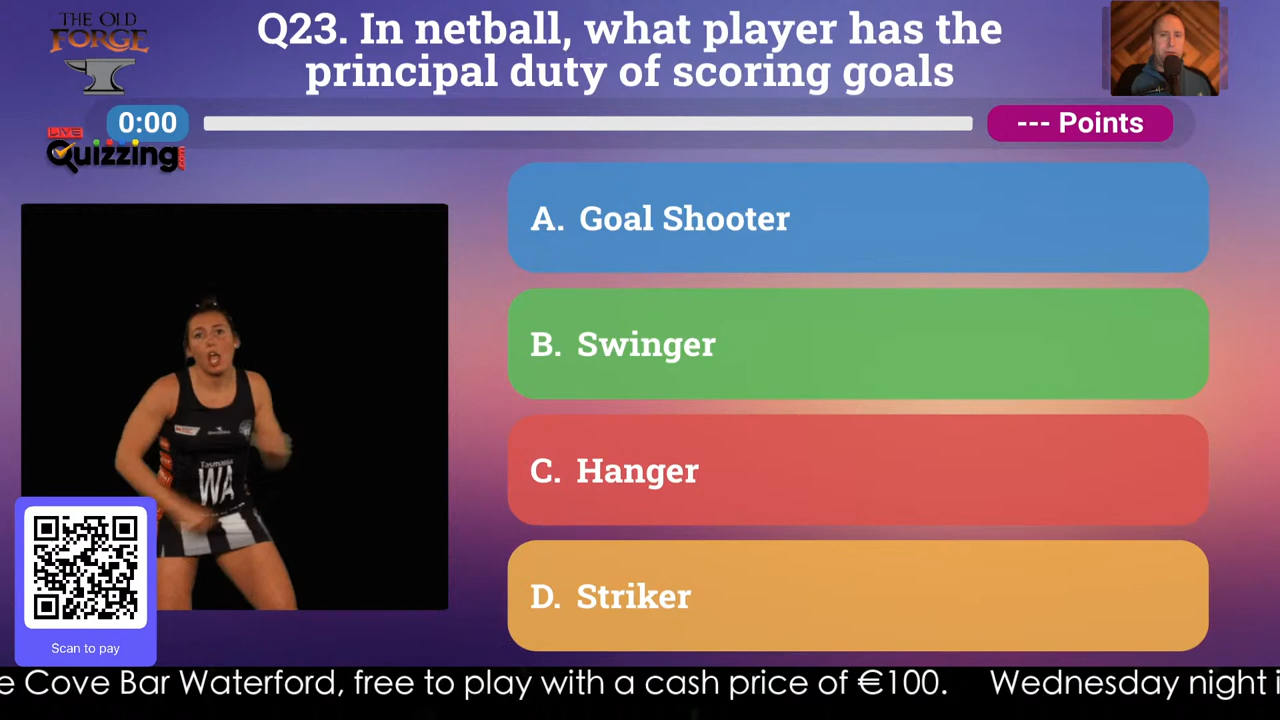 THE OLD
FORGE
Q23. In netball, what player has the
principal duty of scoring goals
0:00
--- Points
LIVE
Quizzing.com
A. Goal Shooter
B. Swinger
C. Hanger
D. Striker
Tasmania
WA
Scan to pay
e Cove Bar Waterford, free to play with a cash price of €100. Wednesday night i